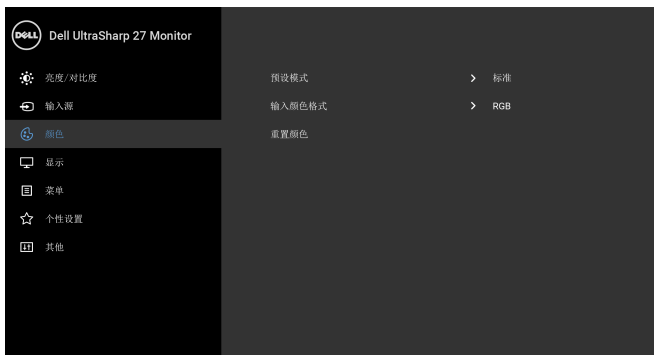 DELL Dell UltraSharp 27 Monitor
亮度/对比度 预设模式 > 标准
输入源 输入颜色格式 > RGB
颜色 重置颜色
显示
菜单
个性设置
其他